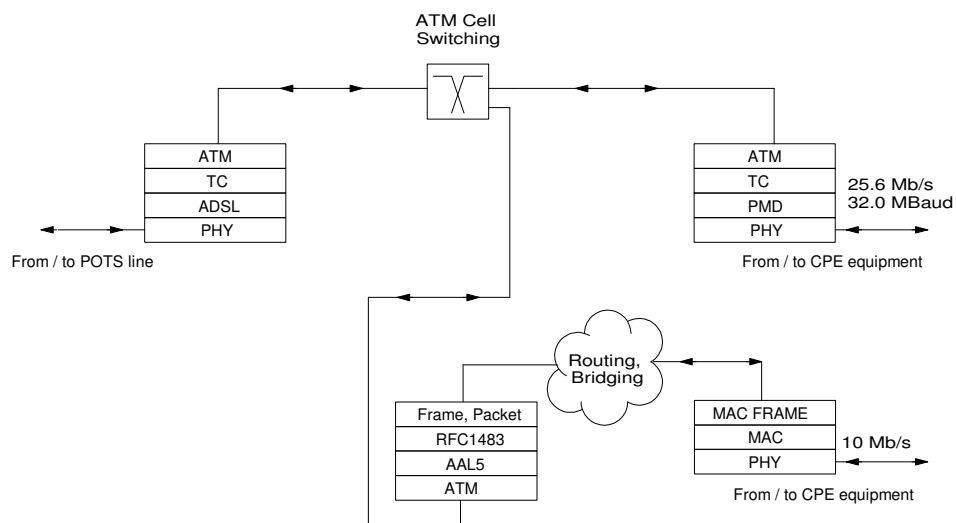 ATM Cell
Switching
ATM
TC
ADSL
PHY
From / to POTS line
ATM
TC
PMD
PHY
25.6 Mb/s
32.0 MBaud
From / to CPE equipment
Routing,
Bridging
Frame, Packet
RFC1483
AAL5
ATM
MAC FRAME
MAC
PHY
10 Mb/s
From / to CPE equipment